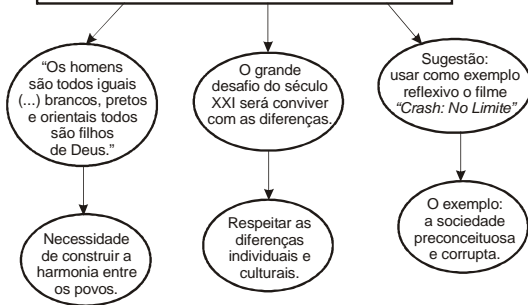 “Os homens
são todos iguais
(...) brancos, pretos
e orientais todos
são filhos
de Deus.”
O grande
desafio do século
XXI será conviver
com as diferenças.
Sugestão:
usar como exemplo
reflexivo o filme
“Crash: No Limite”
Necessidade
de construir a
harmonia entre
os povos.
Respeitar as
diferenças
individuais e
culturais.
O exemplo:
a sociedade
preconceituosa
e corrupta.